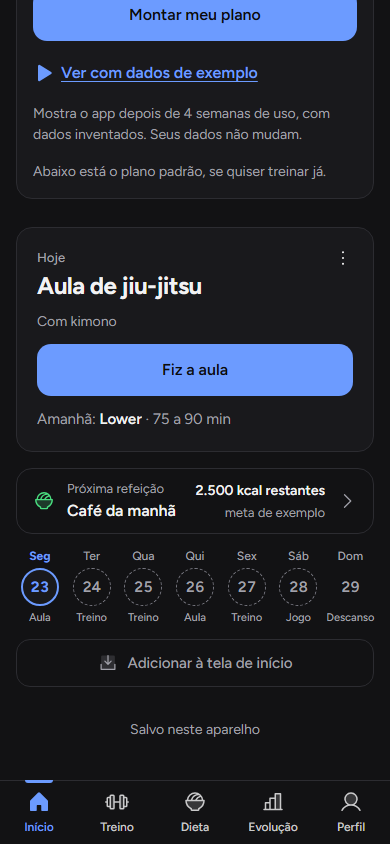 Montar meu plano
Ver com dados de exemplo
Mostra o app depois de 4 semanas de uso, com
dados inventados. Seus dados não mudam.
Abaixo está o plano padrão, se quiser treinar já.
Hoje
Aula de jiu-jitsu
Com kimono
Fiz a aula
Amanhã: Lower · 75 a 90 min
Próxima refeição
Café da manhã
2.500 kcal restantes
meta de exemplo
Seg Ter Qua Qui Sex Sáb Dom
23 24 25 26 27 28 29
Aula Treino Treino Aula Treino Jogo Descanso
Adicionar à tela de início
Salvo neste aparelho
Início Treino Dieta Evolução Perfil